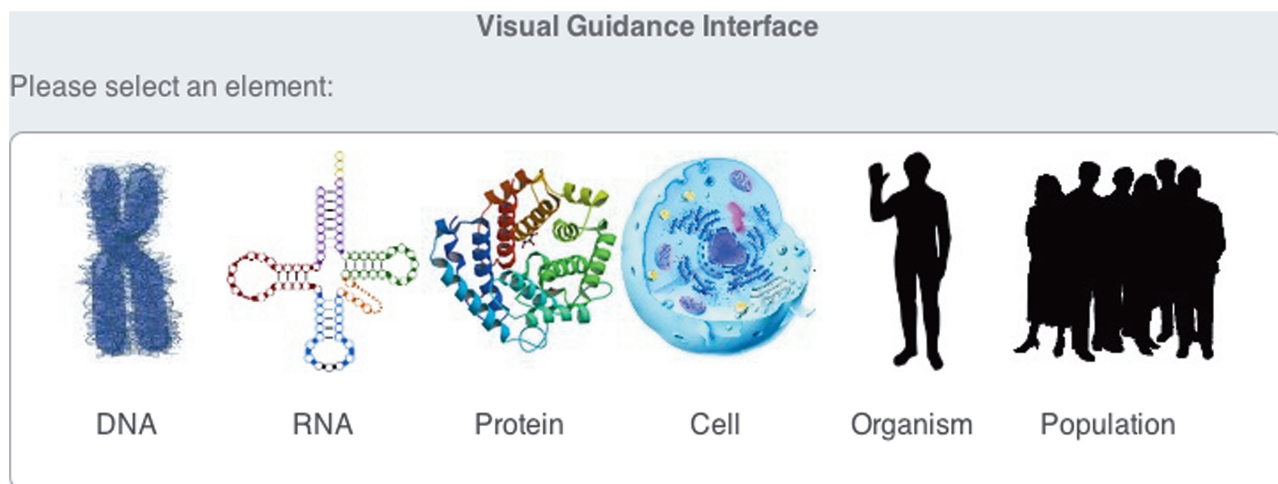 Visual Guidance Interface
Please select an element:
DNA RNA Protein Cell Organism Population